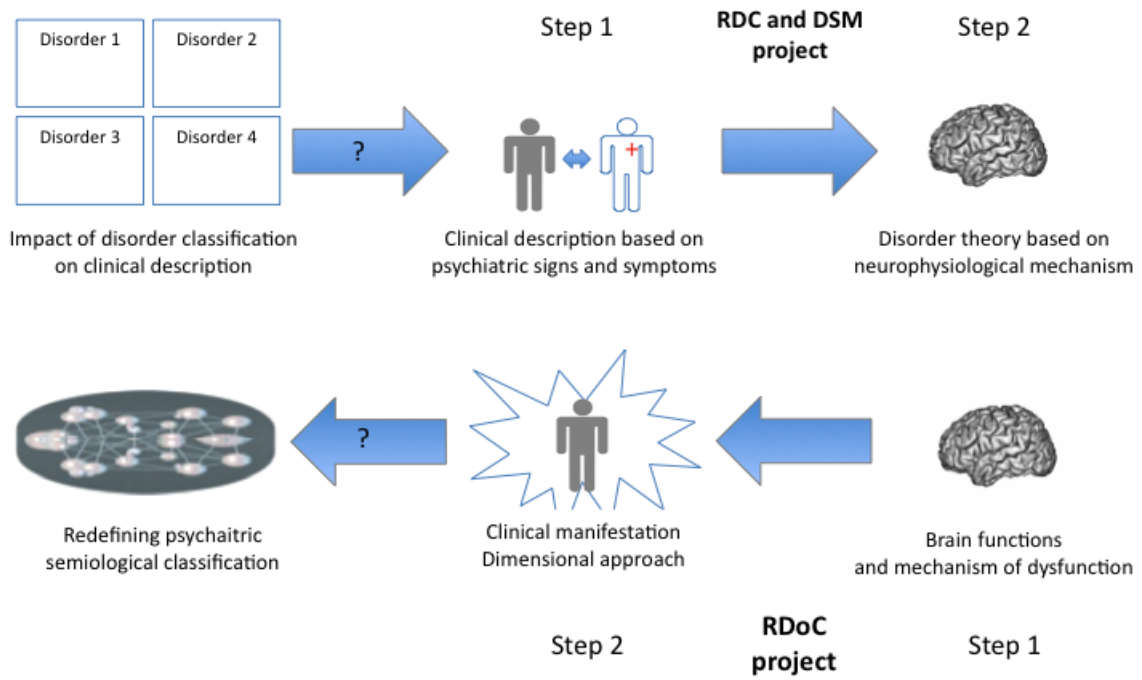 Disorder 1
Disorder 2
Disorder 3
Disorder 4
?
Impact of disorder classification
on clinical description
Step 1
Clinical description based on
psychiatric signs and symptoms
RDC and DSM
project
Step 2
Disorder theory based on
neurophysiological mechanism
?
Redefining psychaitric
semiological classification
Clinical manifestation
Dimensional approach
Brain functions
and mechanism of dysfunction
Step 2
RDoC
project
Step 1